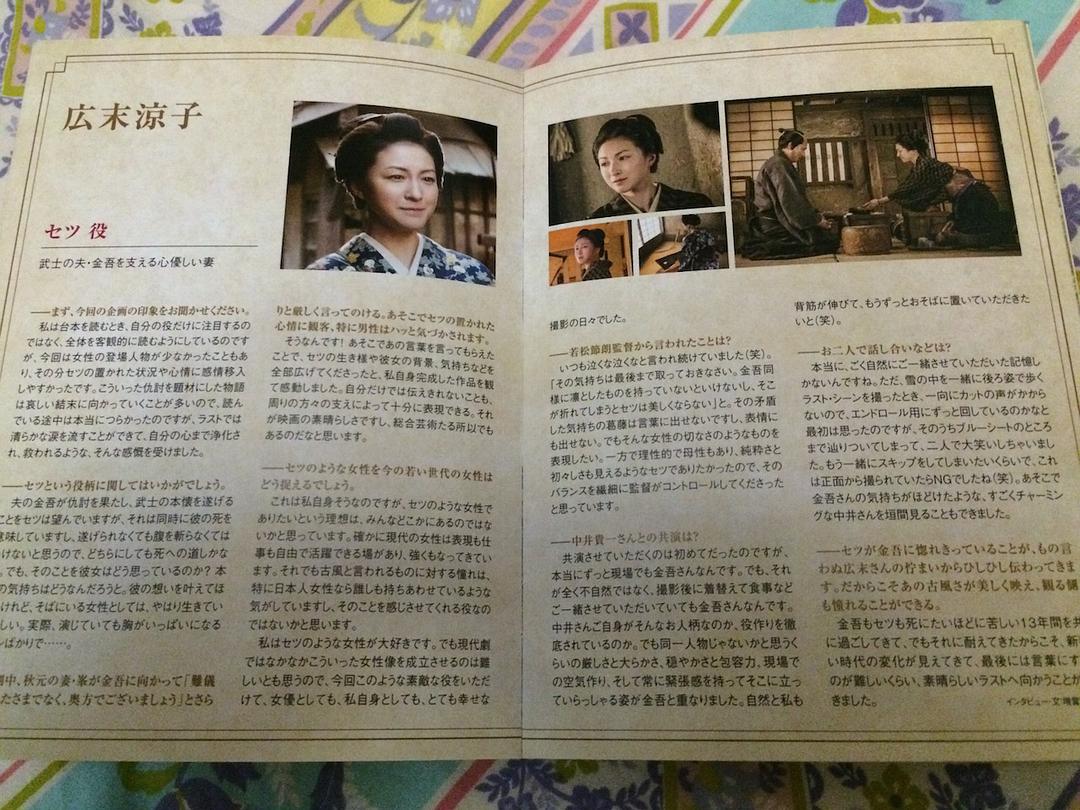 広末涼子
セツ 役
武士の夫・金吾を支える心優しい妻
――まず、今回の企画の印象をお聞かせください。
私は台本を読むとき、自分の役だけに注目するの
ではなく、全体を客観的に読むようにしているのです
が、今回は女性の登場人物が少なかったこともあ
り、その分セツの置かれた状況や心情に感情移入
しやすかったです。こういった仇討を題材にした物語
は哀しい結末に向かっていくことが多いので、読ん
でいる途中は本当につらかったのですが、ラストでは
清らかな涙を流すことができて、自分の心まで浄化さ
れ、救われるような、そんな感慨を受けました。
――セツという役柄に関してはいかがでしょう。
夫の金吾が仇討を果たし、武士の本懐を遂げる
ことをセツは望んでいますが、それは同時に彼の死を
意味していますし、遂げられなくても腹を斬らなくては
けないと思うので、どちらにしても死への道しかな
。でも、そのことを彼女はどう思っているのか? 本
の気持ちはどうなんだろうと。彼の想いを叶えてほ
けれど、そばにいる女性としては、やはり生きてい
しい。実際、演じていても胸がいっぱいになる
ばかりで……。
中、秋元の妻・峯が金吾に向かって「難儀
たさまでなく、奥方でございましょう」とさら
りと厳しく言ってのける。あそこでセツの置かれた
心情に観客、特に男性はハッと気づかされます。
そうなんです! あそこであの言葉を言ってもらえた
ことで、セツの生き様や彼女の背景、気持ちなどを
全部広げてくださったと、私自身完成した作品を観
て感動しました。自分だけでは伝えきれないことも、
周りの方々の支えによって十分に表現できる。それ
が映画の素晴らしさですし、総合芸術たる所以でも
あるのだなと思います。
――セツのような女性を今の若い世代の女性は
どう捉えるでしょう。
これは私自身そうなのですが、セツのような女性で
ありたいという理想は、みんなどこかにあるのではな
いかと思っています。確かに現代の女性は表現も仕
事も自由で活躍できる場があり、強くもなってきてい
ます。それでも古風と言われるものに対する憧れは、
特に日本人女性なら誰しも持ちあわせているような
気がしていますし、そのことを感じさせてくれる役なの
ではないかと思います。
私はセツのような女性が大好きです。でも現代劇
ではなかなかこういった女性像を成立させるのは難し
いとも思うので、今回このような素敵な役をいただ
けて、女優としても、私自身としても、とても幸せな
撮影の日々でした。
――若松節朗監督から言われたことは?
いつも泣くな泣くなと言われ続けていました(笑)。
「その気持ちは最後まで取っておきなさい。金吾同
様に凛としたものを持っていないといけないし、そこ
が折れてしまうとセツは美しくならない」と。その矛盾
した気持ちの葛藤は言葉に出せないですし、表情に
も出せない。でもそんな女性の切なさのようなものを
表現したい。一方で理性的で母性もあり、純粋さと
初々しさも見えるようなセツでありたかったので、その
バランスを繊細に監督がコントロールしてくださった
と思っています。
――中井貴一さんとの共演は?
共演させていただくのは初めてだったのですが、
本当にずっと現場でも金吾さんなんです。でも、それ
が全く不自然ではなく、撮影後に着替えて食事など
ご一緒させていただいていても金吾さんなんです。
中井さんご自身がそんなお人柄なのか、役作りを徹
底されているのか。でも同一人物じゃないかと思うく
らいの厳しさと大らかさ、穏やかさと包容力、現場で
の空気作り、そして常に緊張感を持ってそこに立っ
ていらっしゃる姿が金吾と重なりました。自然と私も
背筋が伸びて、もうずっとおそばに置いていただきた
いと(笑)。
――お二人で話し合いなどは?
本当に、ごく自然にご一緒させていただいた記憶し
かないんですね。ただ、雪の中を一緒に後ろ姿で歩く
ラスト・シーンを撮ったとき、一向にカットの声がかから
ないので、エンドロール用にずっと回しているのかなと
最初は思ったのですが、そのうちブルーシートのところ
まで辿りついてしまって、二人で大笑いしちゃいまし
た。もう一緒にスキップをしてしまいたいくらいで、これ
は正面から撮られていたらNGでしたね(笑)。あそこで
金吾さんの気持ちがほどけたような、すごくチャーミン
グな中井さんを垣間見ることもできました。
――セツが金吾に惚れきっていることが、もの言
わぬ広末さんの佇まいからひしひし伝わってきま
す。だからこそあの古風さが美しく映え、観る側
も憧れることができる。
金吾もセツも死にたいほどに苦しい13年間を共
に過ごしてきて、でもそれに耐えてきたからこそ、新
い時代の変化が見えてきて、最後には言葉にす
のが難しいくらい、素晴らしいラストへ向かうことが
きました。
インタビュー・文: